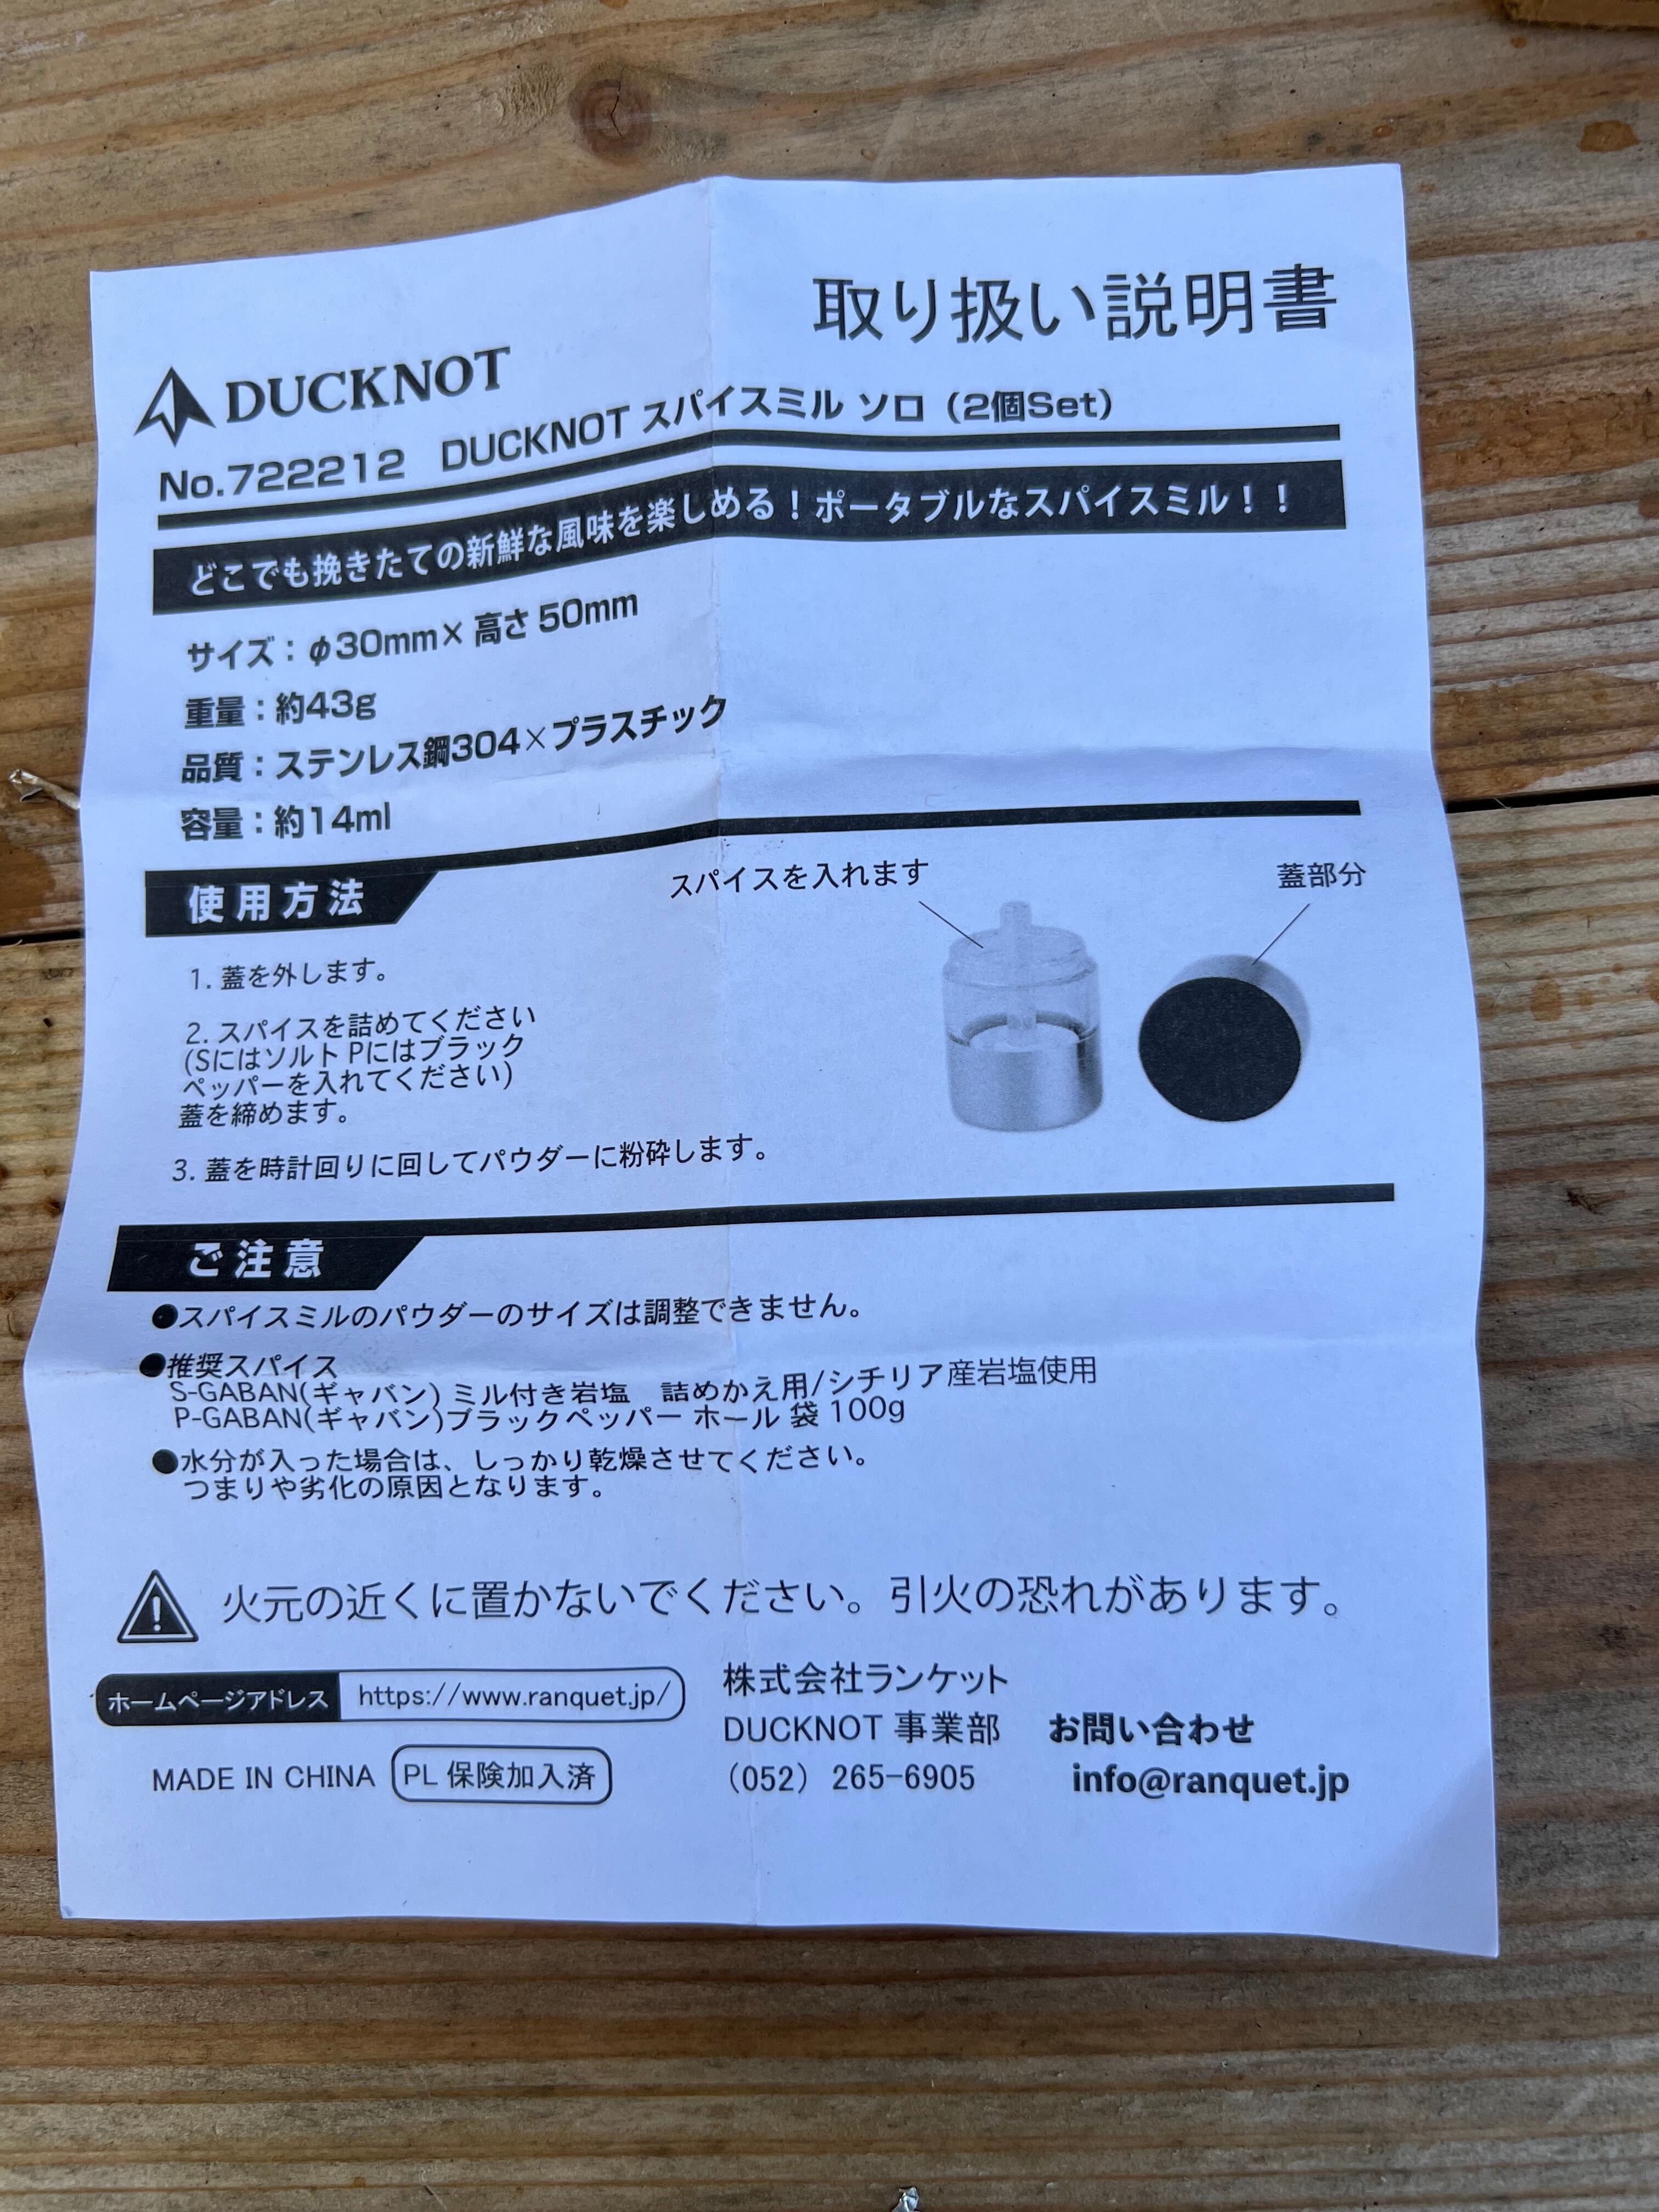 取り扱い説明書
DUCKNOT
No.722212 DUCKNOT スパイスミル ソロ（2個Set）
どこでも挽きたての新鮮な風味を楽しめる！ポータブルなスパイスミル！！
サイズ：φ30mm×高さ50mm
重量：約43g
品質：ステンレス鋼304×プラスチック
容量：約14ml
使用方法
スパイスを入れます
蓋部分
1. 蓋を外します。
2. スパイスを詰めてください
(Sにはソルト Pにはブラック
ペッパーを入れてください)
蓋を締めます。
3. 蓋を時計回りに回してパウダーに粉砕します。
ご注意
●スパイスミルのパウダーのサイズは調整できません。
●推奨スパイス
S-GABAN(ギャバン) ミル付き岩塩　詰めかえ用/シチリア産岩塩使用
P-GABAN(ギャバン)ブラックペッパー ホール 袋 100g
●水分が入った場合は、しっかり乾燥させてください。
つまりや劣化の原因となります。
火元の近くに置かないでください。引火の恐れがあります。
ホームページアドレス https://www.ranquet.jp/
MADE IN CHINA PL 保険加入済
株式会社ランケット
DUCKNOT 事業部　お問い合わせ
（052）265-6905　info@ranquet.jp